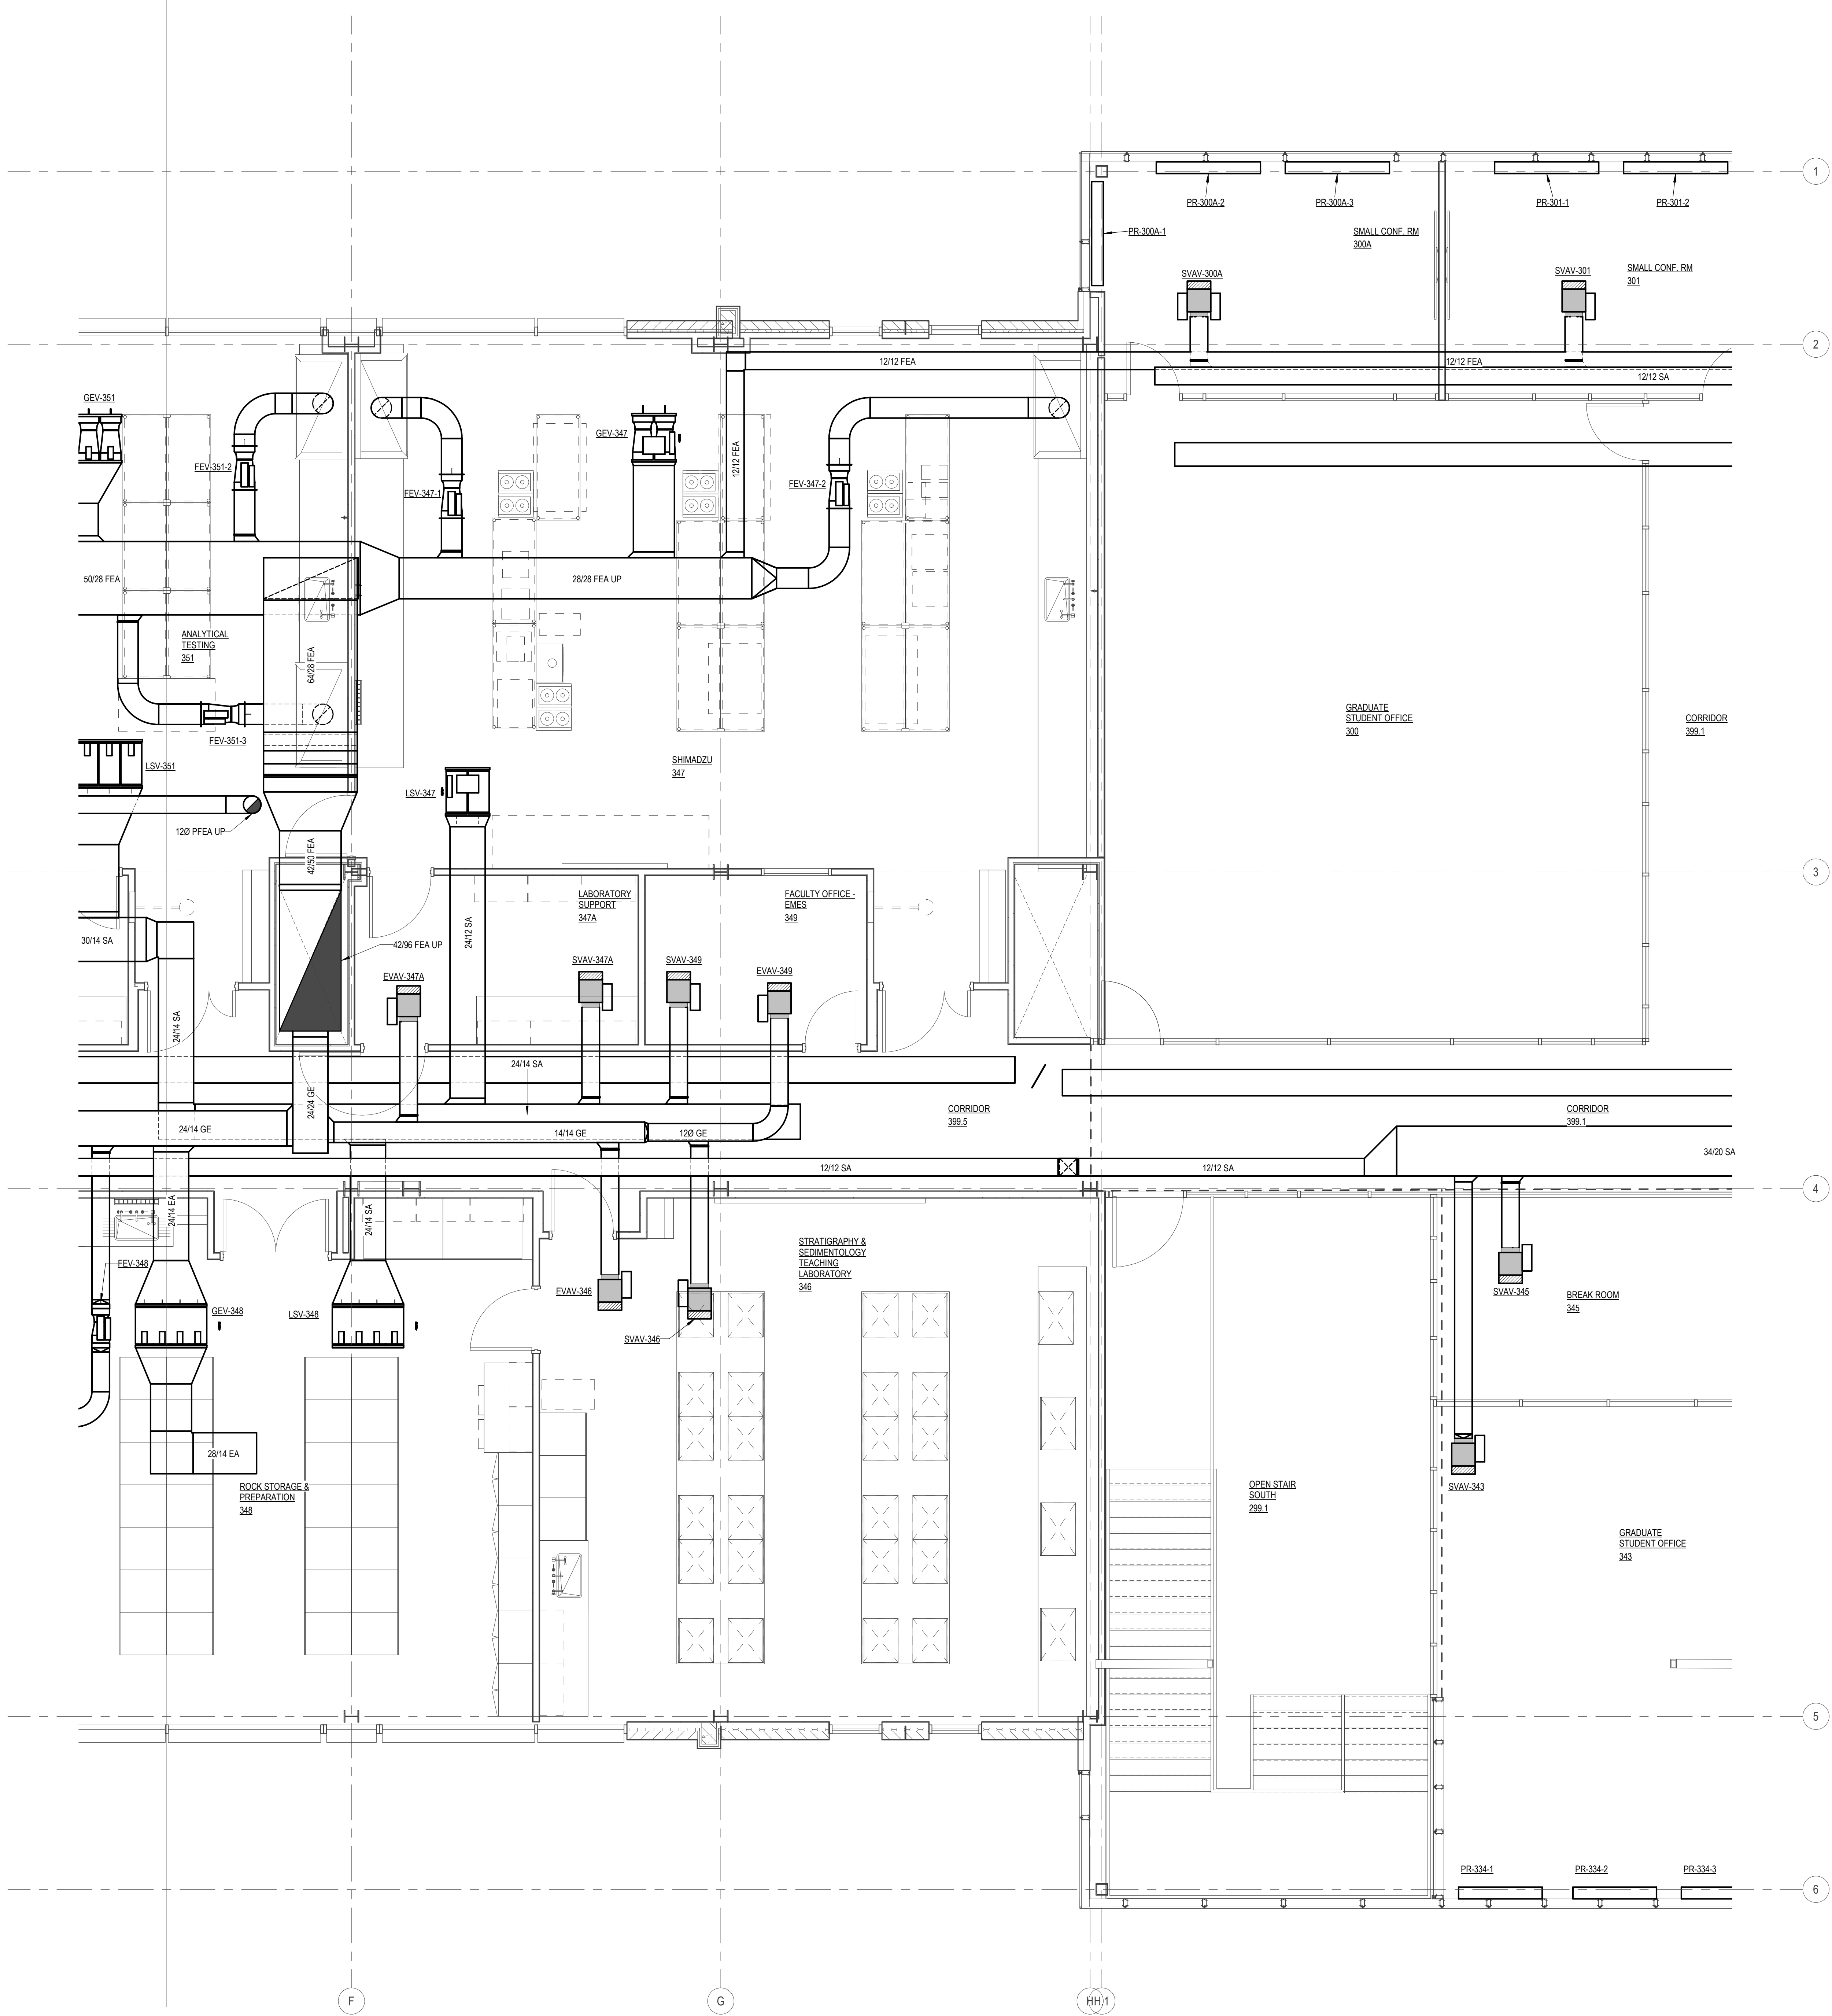 1
PR-300A-2
PR-300A-3
PR-301-1
PR-301-2
PR-300A-1
SMALL CONF. RM
300A
SVAV-300A
SVAV-301
SMALL CONF. RM
301
2
12/12 FEA
12/12 FEA
12/12 SA
GEV-351
GEV-347
12/12 FEA
FEV-351-2
FEV-347-1
FEV-347-2
50/28 FEA
28/28 FEA UP
ANALYTICAL
TESTING
351
64/28 FEA
GRADUATE
STUDENT OFFICE
300
CORRIDOR
399.1
FEV-351-3
LSV-351
SHIMADZU
347
LSV-347
12Ø PFEA UP
42/50 FEA
3
LABORATORY
SUPPORT
347A
FACULTY OFFICE -
EMES
349
30/14 SA
24/12 SA
42/96 FEA UP
EVAV-347A
SVAV-347A
SVAV-349
EVAV-349
24/14 SA
24/14 SA
24/24 GE
CORRIDOR
399.5
CORRIDOR
399.1
24/14 GE
14/14 GE
12Ø GE
34/20 SA
12/12 SA
12/12 SA
4
24/14 EA
24/14 SA
STRATIGRAPHY &
SEDIMENTOLOGY
TEACHING
LABORATORY
346
FEV-348
GEV-348
LSV-348
EVAV-346
SVAV-346
SVAV-345
BREAK ROOM
345
28/14 EA
ROCK STORAGE &
PREPARATION
348
OPEN STAIR
SOUTH
299.1
SVAV-343
GRADUATE
STUDENT OFFICE
343
5
PR-334-1
PR-334-2
PR-334-3
6
F
G
H
H.1